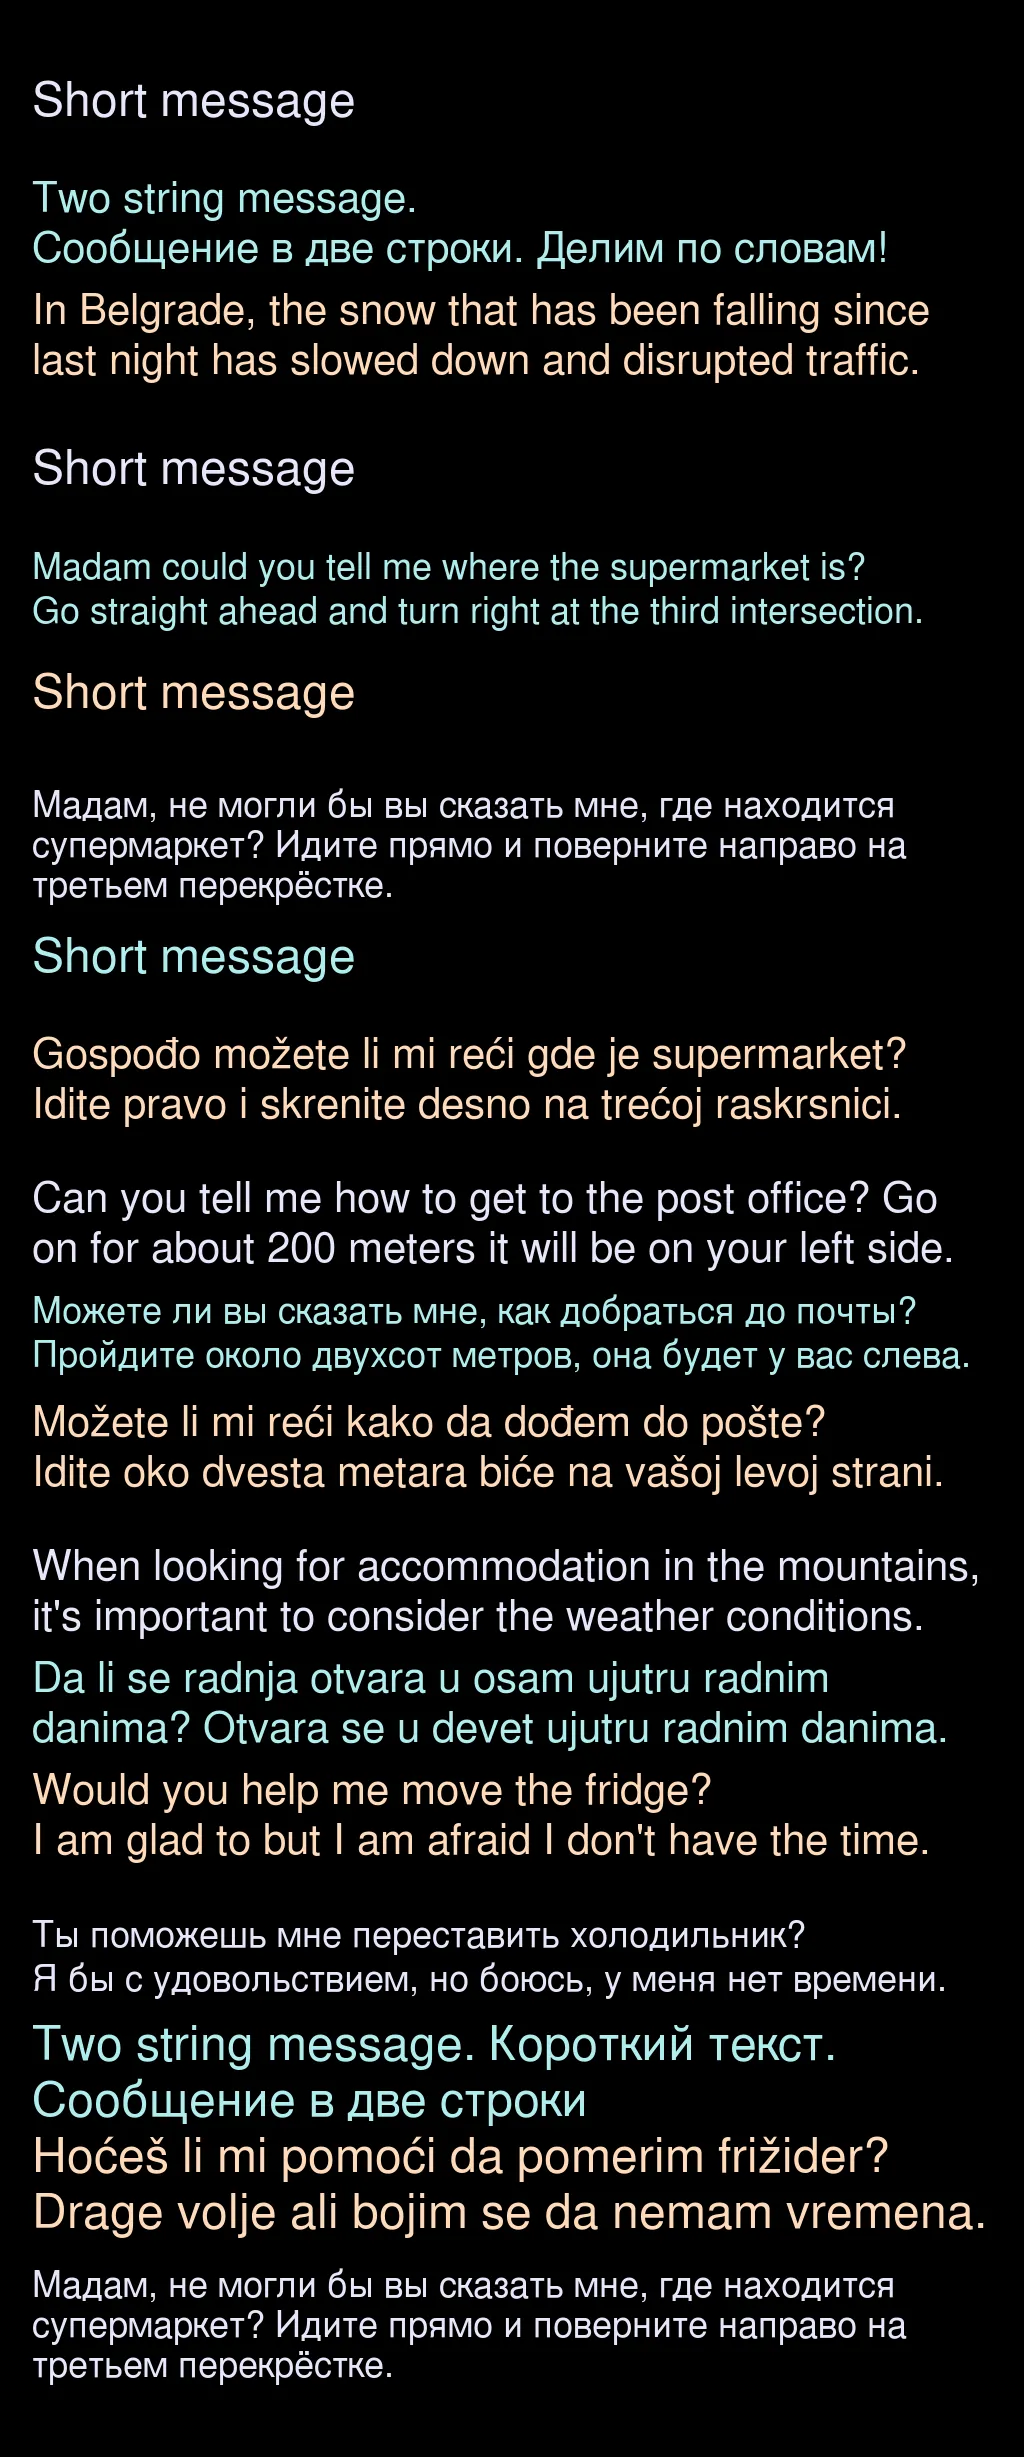 Short message
Two string message.
Сообщение в две строки. Делим по словам!
In Belgrade, the snow that has been falling since
last night has slowed down and disrupted traffic.
Short message
Madam could you tell me where the supermarket is?
Go straight ahead and turn right at the third intersection.
Short message
Мадам, не могли бы вы сказать мне, где находится
супермаркет? Идите прямо и поверните направо на
третьем перекрёстке.
Short message
Gospođo možete li mi reći gde je supermarket?
Idite pravo i skrenite desno na trećoj raskrsnici.
Can you tell me how to get to the post office? Go
on for about 200 meters it will be on your left side.
Можете ли вы сказать мне, как добраться до почты?
Пройдите около двухсот метров, она будет у вас слева.
Možete li mi reći kako da dođem do pošte?
Idite oko dvesta metara biće na vašoj levoj strani.
When looking for accommodation in the mountains,
it's important to consider the weather conditions.
Da li se radnja otvara u osam ujutru radnim
danima? Otvara se u devet ujutru radnim danima.
Would you help me move the fridge?
I am glad to but I am afraid I don't have the time.
Ты поможешь мне переставить холодильник?
Я бы с удовольствием, но боюсь, у меня нет времени.
Two string message. Короткий текст.
Сообщение в две строки
Hoćeš li mi pomoći da pomerim frižider?
Drage volje ali bojim se da nemam vremena.
Мадам, не могли бы вы сказать мне, где находится
супермаркет? Идите прямо и поверните направо на
третьем перекрёстке.